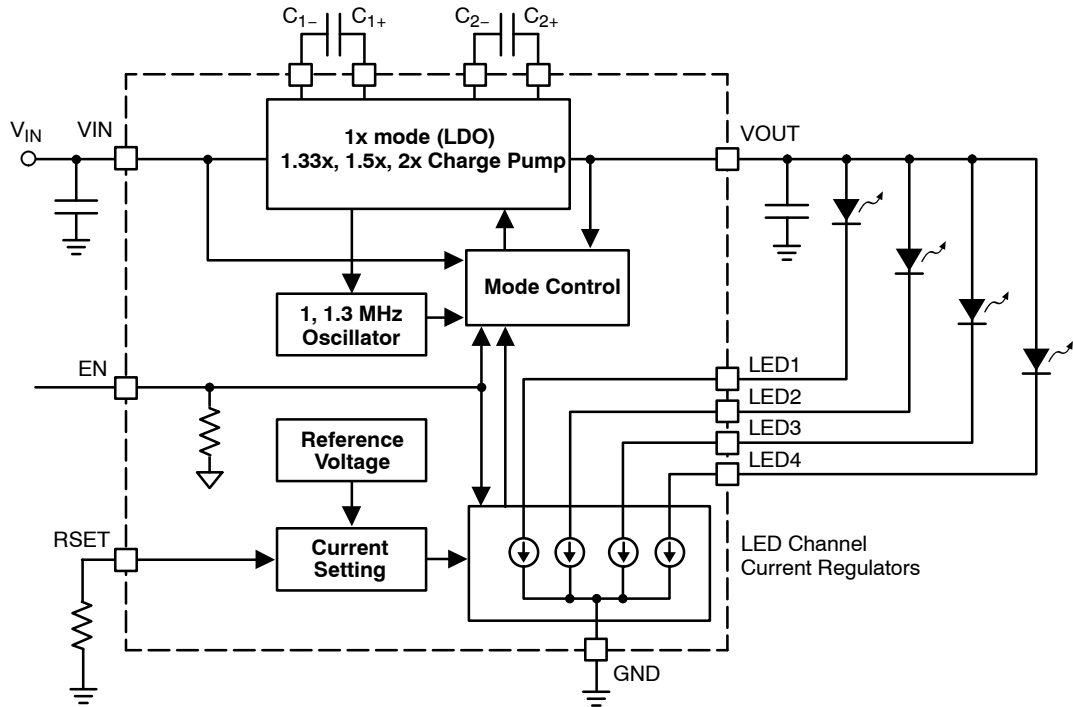 C1− C1+ C2− C2+
VIN VIN
1x mode (LDO)
1.33x, 1.5x, 2x Charge Pump
VOUT
Mode Control
1, 1.3 MHz
Oscillator
EN
LED1
LED2
LED3
LED4
Reference
Voltage
RSET
Current
Setting
LED Channel
Current Regulators
GND